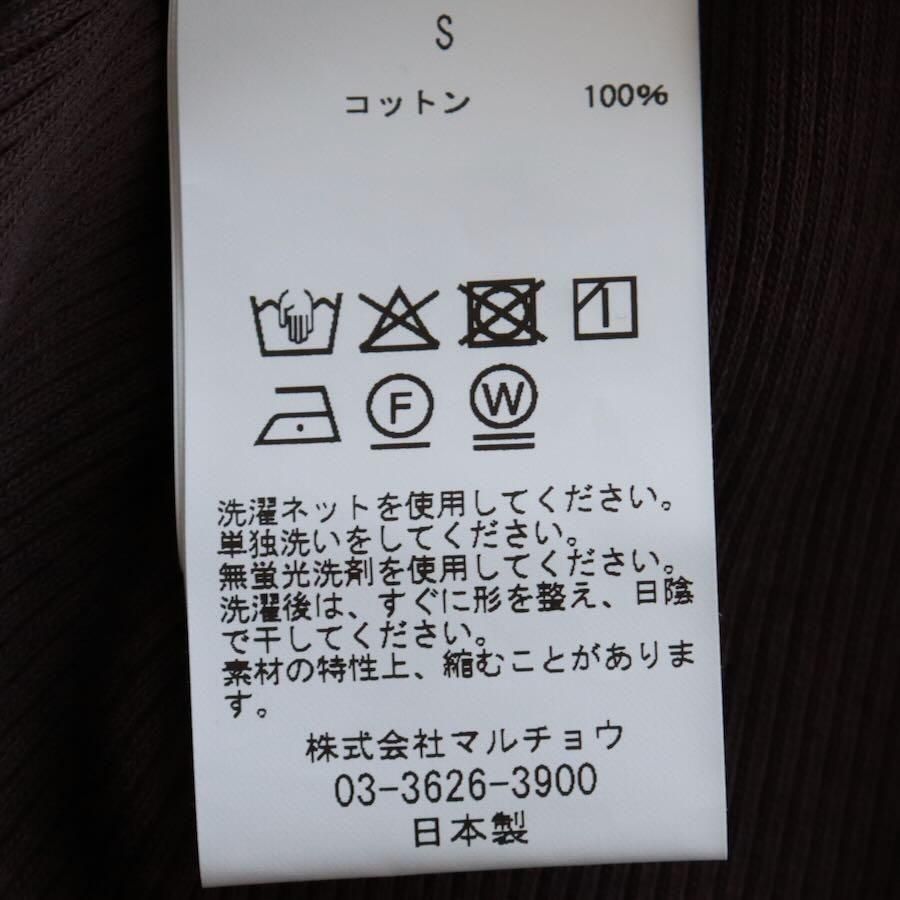 S
コットン 100%
F W
洗濯ネットを使用してください。
単独洗いをしてください。
無蛍光洗剤を使用してください。
洗濯後は、すぐに形を整え、日陰
で干してください。
素材の特性上、縮むことがありま
す。
株式会社マルチョウ
03-3626-3900
日本製